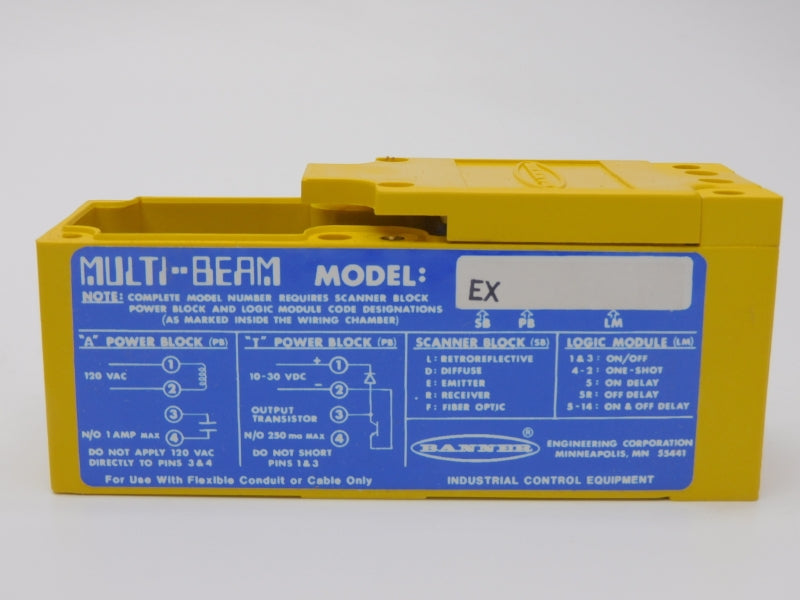 MULTI-BEAM MODEL: EX
NOTE: COMPLETE MODEL NUMBER REQUIRES SCANNER BLOCK
POWER BLOCK AND LOGIC MODULE CODE DESIGNATIONS
(AS MARKED INSIDE THE WIRING CHAMBER)
SB PB LM
"A" POWER BLOCK (PB)
1
120 VAC
2
3
N/O 1 AMP MAX 4
DO NOT APPLY 120 VAC
DIRECTLY TO PINS 3 & 4
"T" POWER BLOCK (PB)
+ 1
10-30 VDC
− 2
OUTPUT 3
TRANSISTOR
N/O 250 ma MAX 4
DO NOT SHORT
PINS 1 & 3
SCANNER BLOCK (SB)
L: RETROREFLECTIVE
D: DIFFUSE
E: EMITTER
R: RECEIVER
F: FIBER OPTIC
LOGIC MODULE (LM)
1 & 3: ON/OFF
4-2: ONE-SHOT
5: ON DELAY
5R: OFF DELAY
5-14: ON & OFF DELAY
BANNER ®
ENGINEERING CORPORATION
MINNEAPOLIS, MN 55441
For Use With Flexible Conduit or Cable Only
INDUSTRIAL CONTROL EQUIPMENT